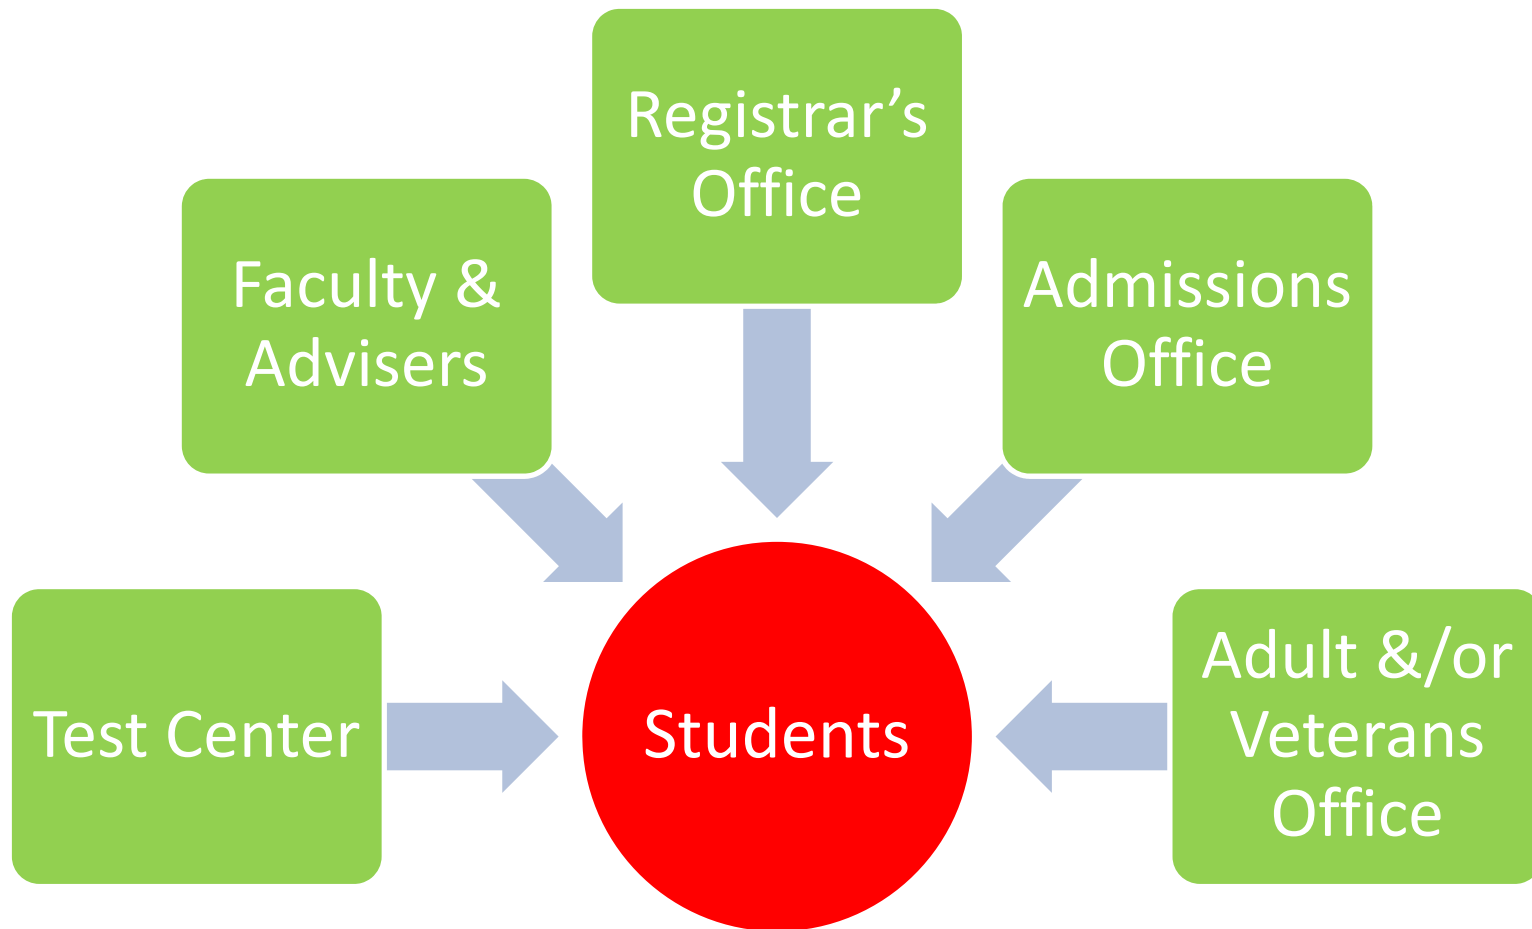 Registrar’s
Office
Faculty &
Advisers
Admissions
Office
Test Center
Students
Adult &/or
Veterans
Office